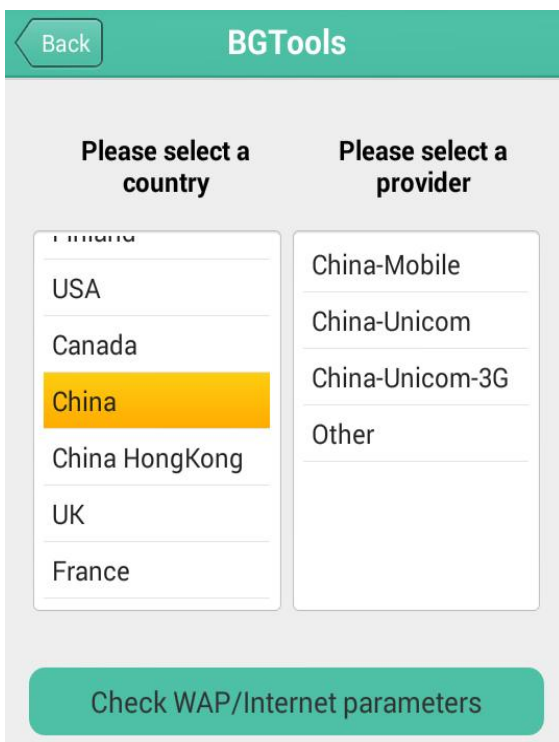 Back
BGTools
Please select a
country
Please select a
provider
Finland
USA
Canada
China
China HongKong
UK
France
China-Mobile
China-Unicom
China-Unicom-3G
Other
Check WAP/Internet parameters